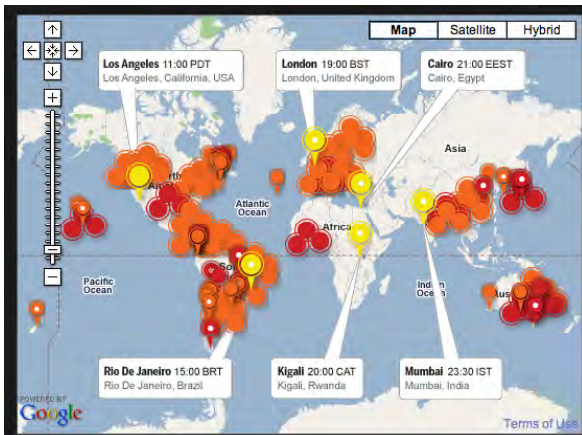 Map Satellite Hybrid
Los Angeles 11:00 PDT
Los Angeles, California, USA
London 19:00 BST
London, United Kingdom
Cairo 21:00 EEST
Cairo, Egypt
Asia
Atlantic
Ocean
Africa
Pacific
Ocean
Ocean
Rio De Janeiro 15:00 BRT
Rio De Janeiro, Brazil
Kigali 20:00 CAT
Kigali, Rwanda
Mumbai 23:30 IST
Mumbai, India
POWERED BY
Google
Terms of Use